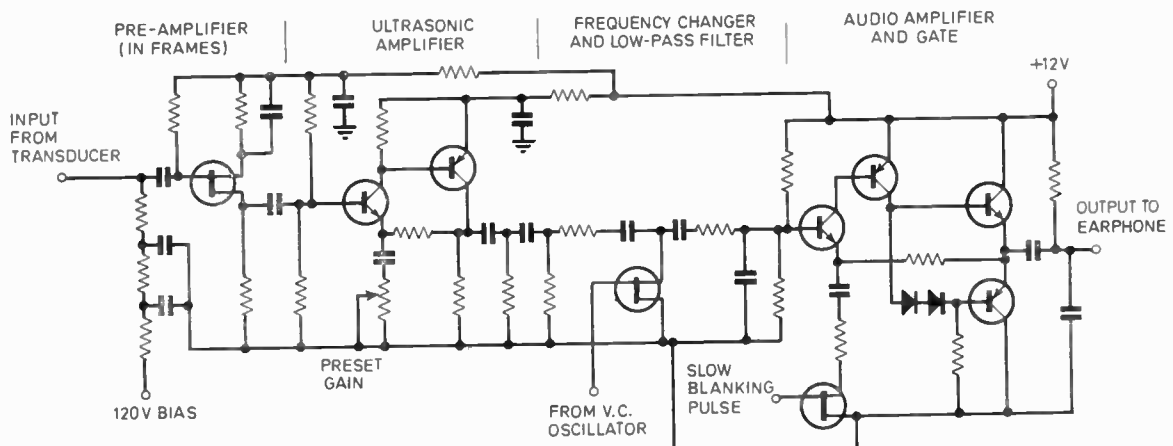 PRE-AMPLIFIER
(IN FRAMES)
ULTRASONIC
AMPLIFIER
FREQUENCY CHANGER
AND LOW-PASS FILTER
AUDIO AMPLIFIER
AND GATE
+12V
INPUT
FROM
TRANSDUCER
OUTPUT TO
EARPHONE
PRESET
GAIN
120V BIAS
FROM V.C.
OSCILLATOR
SLOW
BLANKING
PULSE